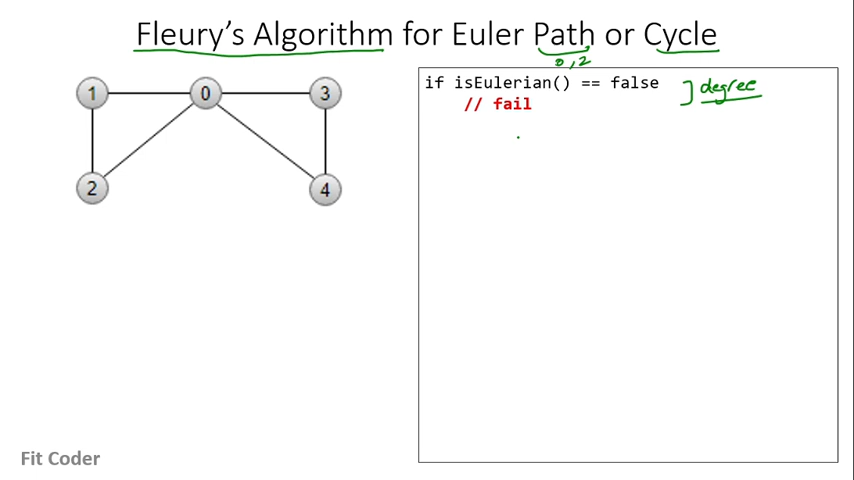 Fleury's Algorithm for Euler Path or Cycle
0, 2
if isEulerian() == false
// fail
degree
1 0 3
2 4
Fit Coder